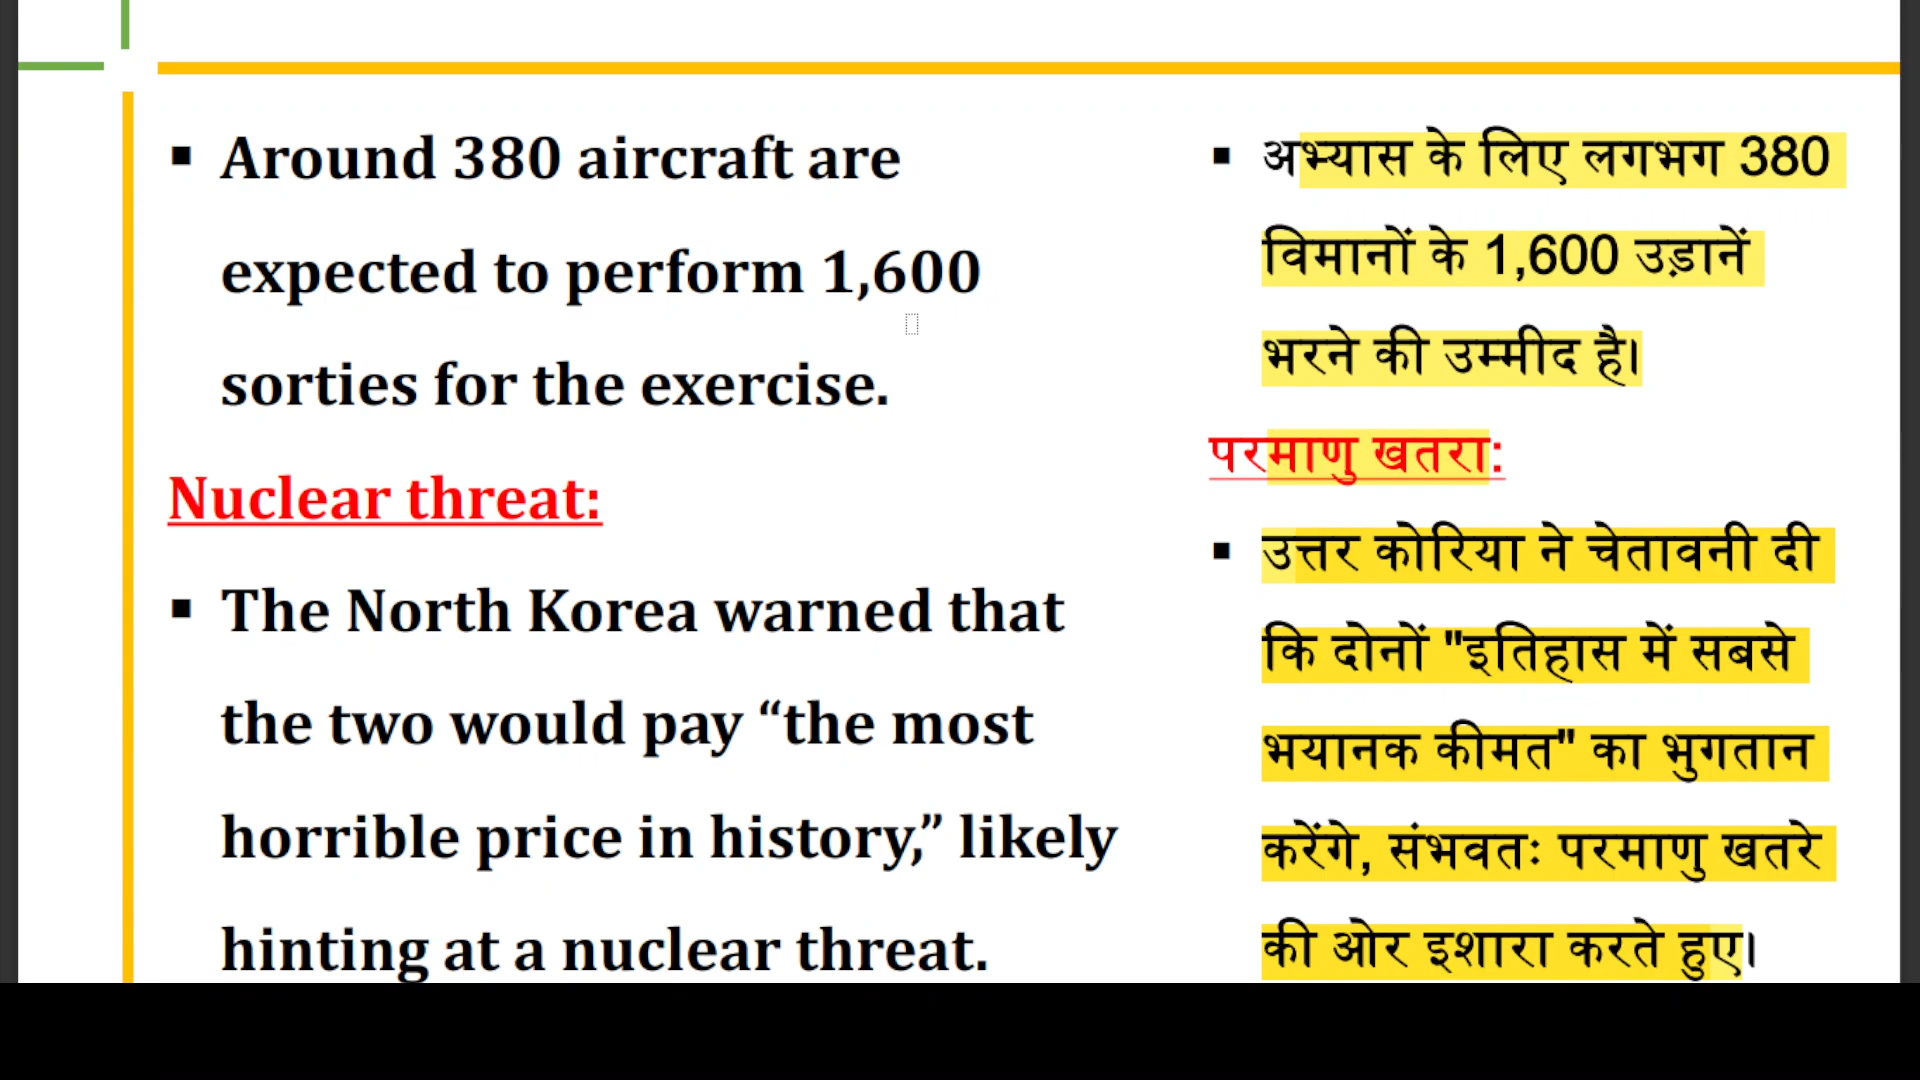 ▪ Around 380 aircraft are
expected to perform 1,600
sorties for the exercise.
Nuclear threat:
▪ The North Korea warned that
the two would pay “the most
horrible price in history,” likely
hinting at a nuclear threat.
▪ अभ्यास के लिए लगभग 380
विमानों के 1,600 उड़ानें
भरने की उम्मीद है।
परमाणु खतरा:
▪ उत्तर कोरिया ने चेतावनी दी
कि दोनों "इतिहास में सबसे
भयानक कीमत" का भुगतान
करेंगे, संभवतः परमाणु खतरे
की ओर इशारा करते हुए।